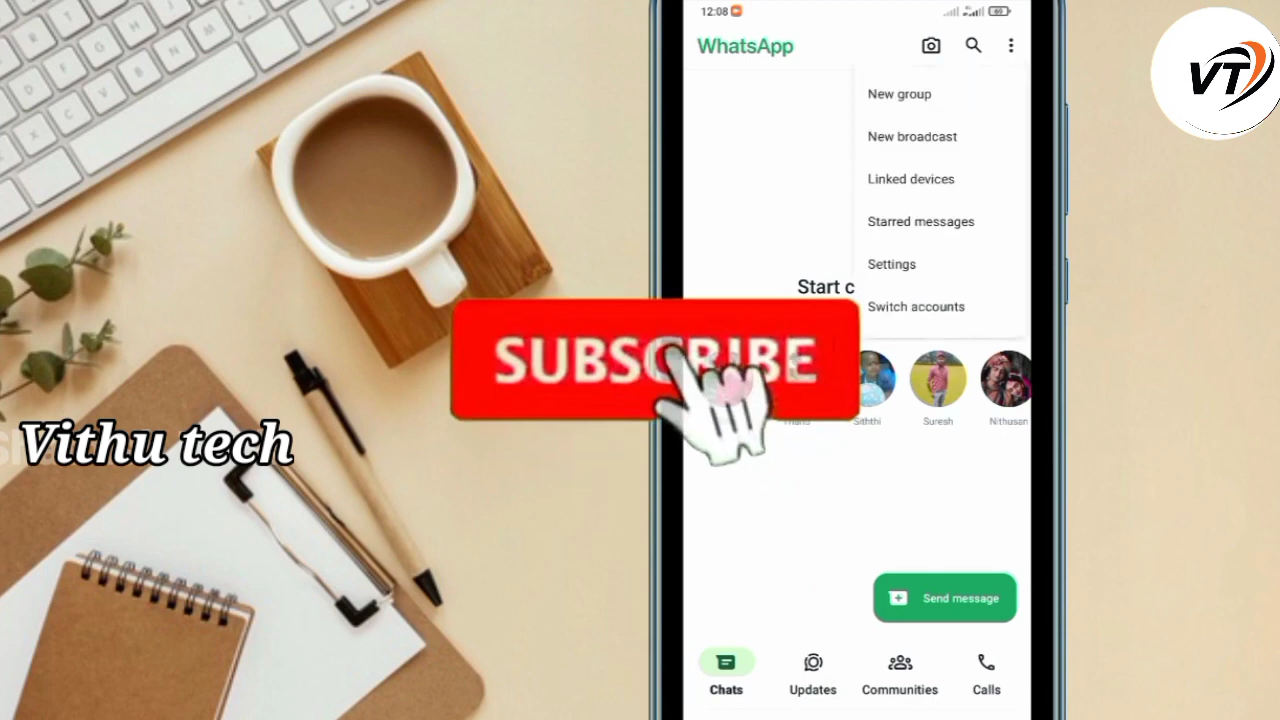 12:08
69
WhatsApp
VT
New group
New broadcast
Linked devices
Starred messages
Settings
Start c
Switch accounts
SUBSCRIBE
Siththi
Suresh
Nithusan
Vithu tech
Send message
Chats
Updates
Communities
Calls